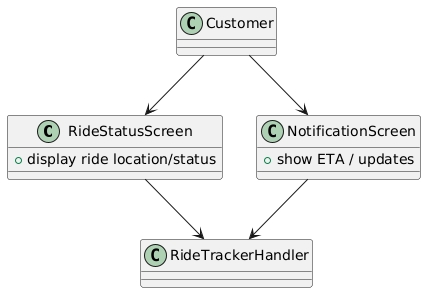 C Customer
C RideStatusScreen
display ride location/status
C NotificationScreen
show ETA / updates
C RideTrackerHandler